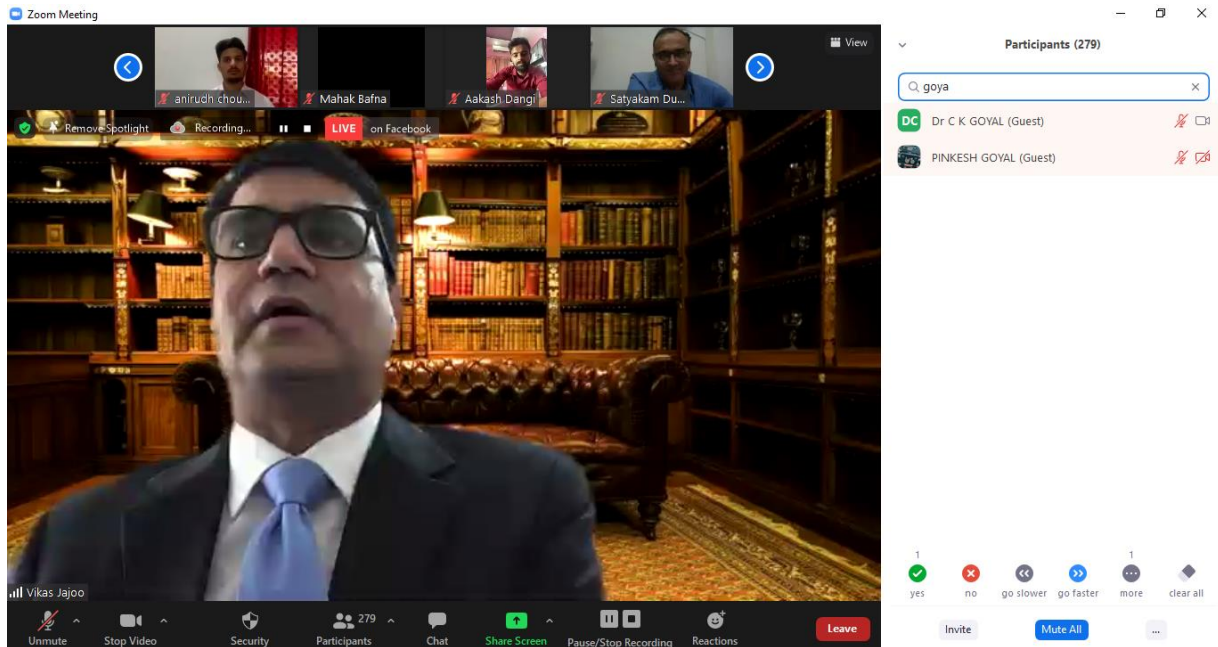 Zoom Meeting
View
anirudh chou...
Mahak Bafna
Aakash Dangi
Satyakam Du...
Remove Spotlight
Recording...
LIVE on Facebook
Vikas Jajoo
Unmute
Stop Video
Security
279
Participants
Chat
Share Screen
Pause/Stop Recording
Reactions
Leave
Participants (279)
goya
DC Dr C K GOYAL (Guest)
PINKESH GOYAL (Guest)
1
1
yes
no
go slower
go faster
more
clear all
Invite
Mute All
...